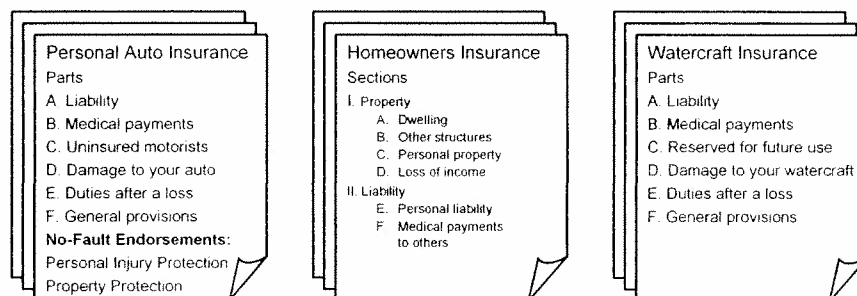 Personal Auto Insurance
Parts
A. Liability
B. Medical payments
C. Uninsured motorists
D. Damage to your auto
E. Duties after a loss
F. General provisions
No-Fault Endorsements:
Personal Injury Protection
Property Protection
Homeowners Insurance
Sections
I. Property
A. Dwelling
B. Other structures
C. Personal property
D. Loss of income
II. Liability
E. Personal liability
F. Medical payments
to others
Watercraft Insurance
Parts
A. Liability
B. Medical payments
C. Reserved for future use
D. Damage to your watercraft
E. Duties after a loss
F. General provisions